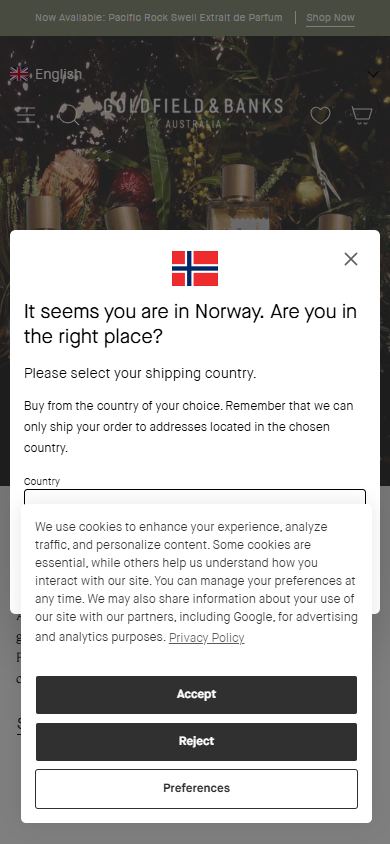 Now Available: Pacific Rock Swell Extrait de Parfum
Shop Now
English
GOLDFIELD & BANKS
AUSTRALIA
It seems you are in Norway. Are you in
the right place?
Please select your shipping country.
Buy from the country of your choice. Remember that we can
only ship your order to addresses located in the chosen
country.
Country
We use cookies to enhance your experience, analyze
traffic, and personalize content. Some cookies are
essential, while others help us understand how you
interact with our site. You can manage your preferences at
any time. We may also share information about your use of
our site with our partners, including Google, for advertising
and analytics purposes. Privacy Policy
Accept
Reject
Preferences